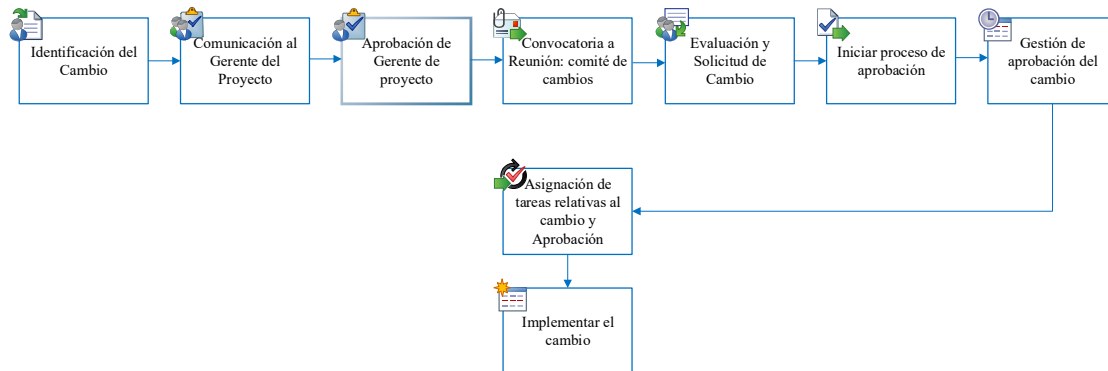 Identificación del
Cambio
Comunicación al
Gerente del
Proyecto
Aprobación de
Gerente de
proyecto
Convocatoria a
Reunión: comité de
cambios
Evaluación y
Solicitud de
Cambio
Iniciar proceso de
aprobación
Gestión de
aprobación del
cambio
Asignación de
tareas relativas al
cambio y
Aprobación
Implementar el
cambio